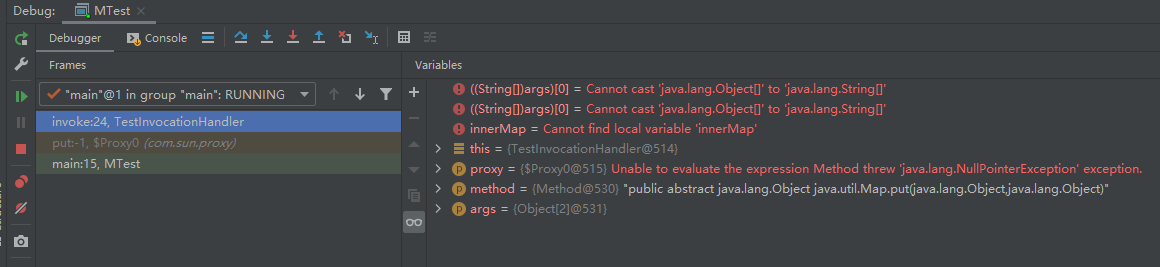 Debug: MTest
Debugger Console
Frames Variables
"main"@1 in group "main": RUNNING
invoke:24, TestInvocationHandler
put:-1, $Proxy0 (com.sun.proxy)
main:15, MTest
((String[])args)[0] = Cannot cast 'java.lang.Object[]' to 'java.lang.String[]'
((String[])args)[0] = Cannot cast 'java.lang.Object[]' to 'java.lang.String[]'
innerMap = Cannot find local variable 'innerMap'
this = {TestInvocationHandler@514}
proxy = {$Proxy0@515} Unable to evaluate the expression Method threw 'java.lang.NullPointerException' exception.
method = {Method@530} "public abstract java.lang.Object java.util.Map.put(java.lang.Object,java.lang.Object)"
args = {Object[2]@531}